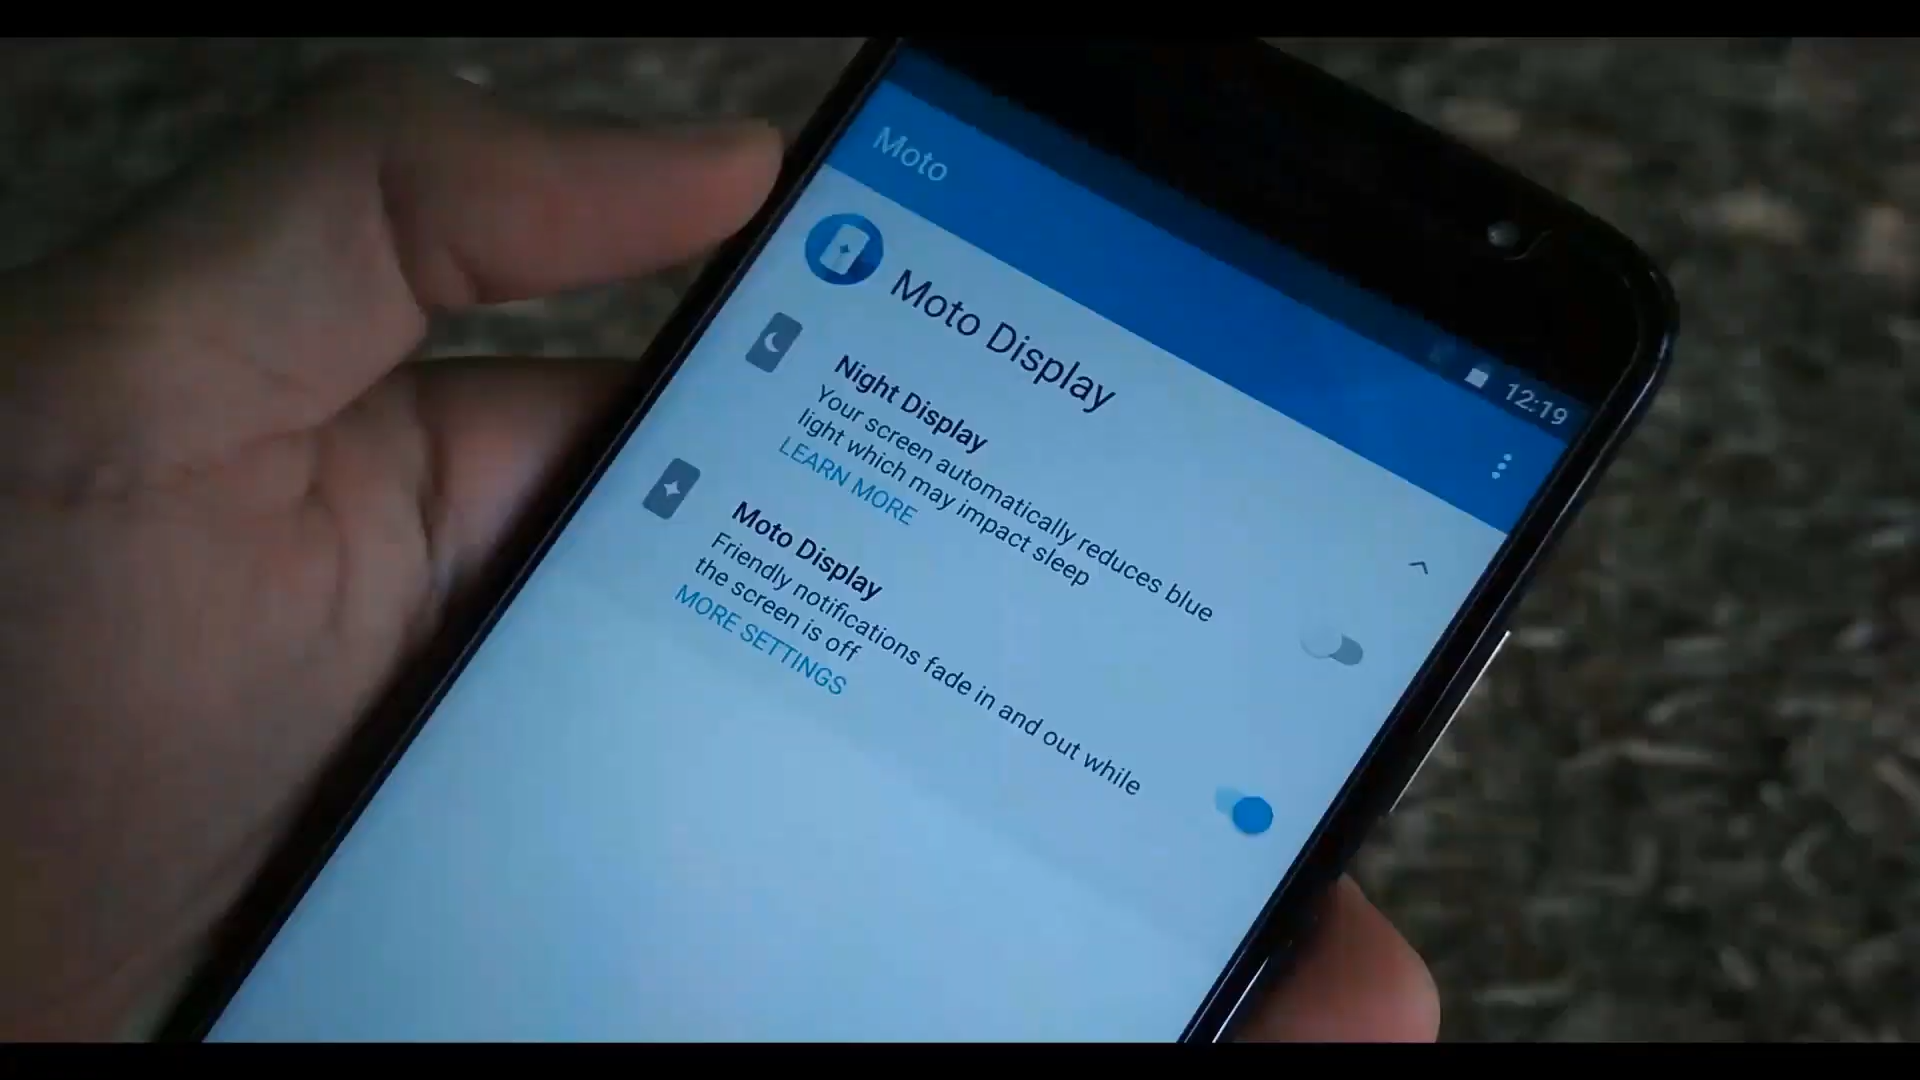 12:19
Moto
Moto Display
Night Display
Your screen automatically reduces blue
light which may impact sleep
LEARN MORE
Moto Display
Friendly notifications fade in and out while
the screen is off
MORE SETTINGS